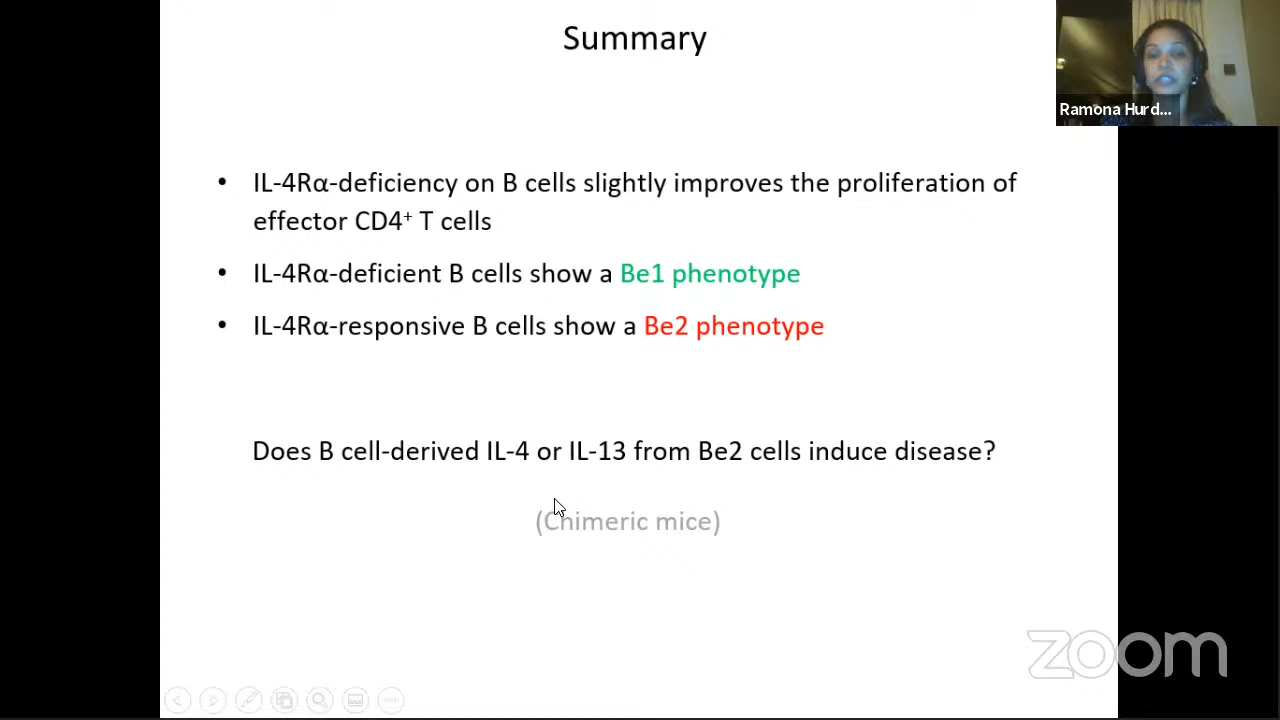 Summary
Ramona Hurd...
• IL-4Rα-deficiency on B cells slightly improves the proliferation of
effector CD4⁺ T cells
• IL-4Rα-deficient B cells show a Be1 phenotype
• IL-4Rα-responsive B cells show a Be2 phenotype
Does B cell-derived IL-4 or IL-13 from Be2 cells induce disease?
(Chimeric mice)
zoom